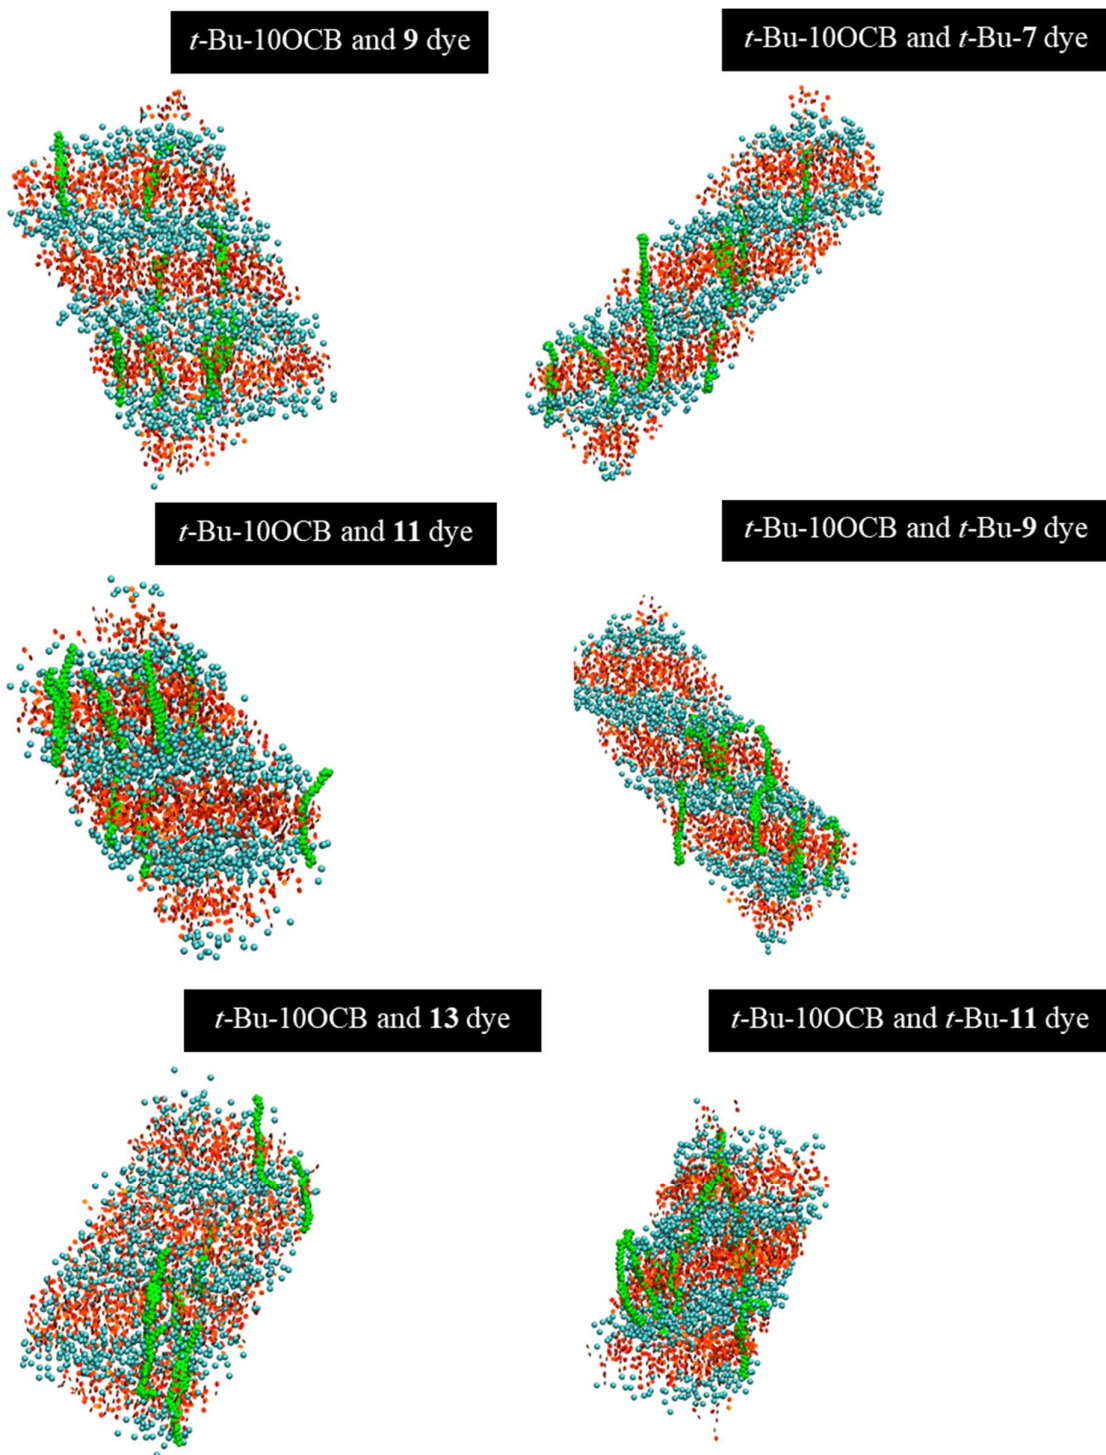 t-Bu-10OCB and 9 dye
t-Bu-10OCB and t-Bu-7 dye
t-Bu-10OCB and 11 dye
t-Bu-10OCB and t-Bu-9 dye
t-Bu-10OCB and 13 dye
t-Bu-10OCB and t-Bu-11 dye